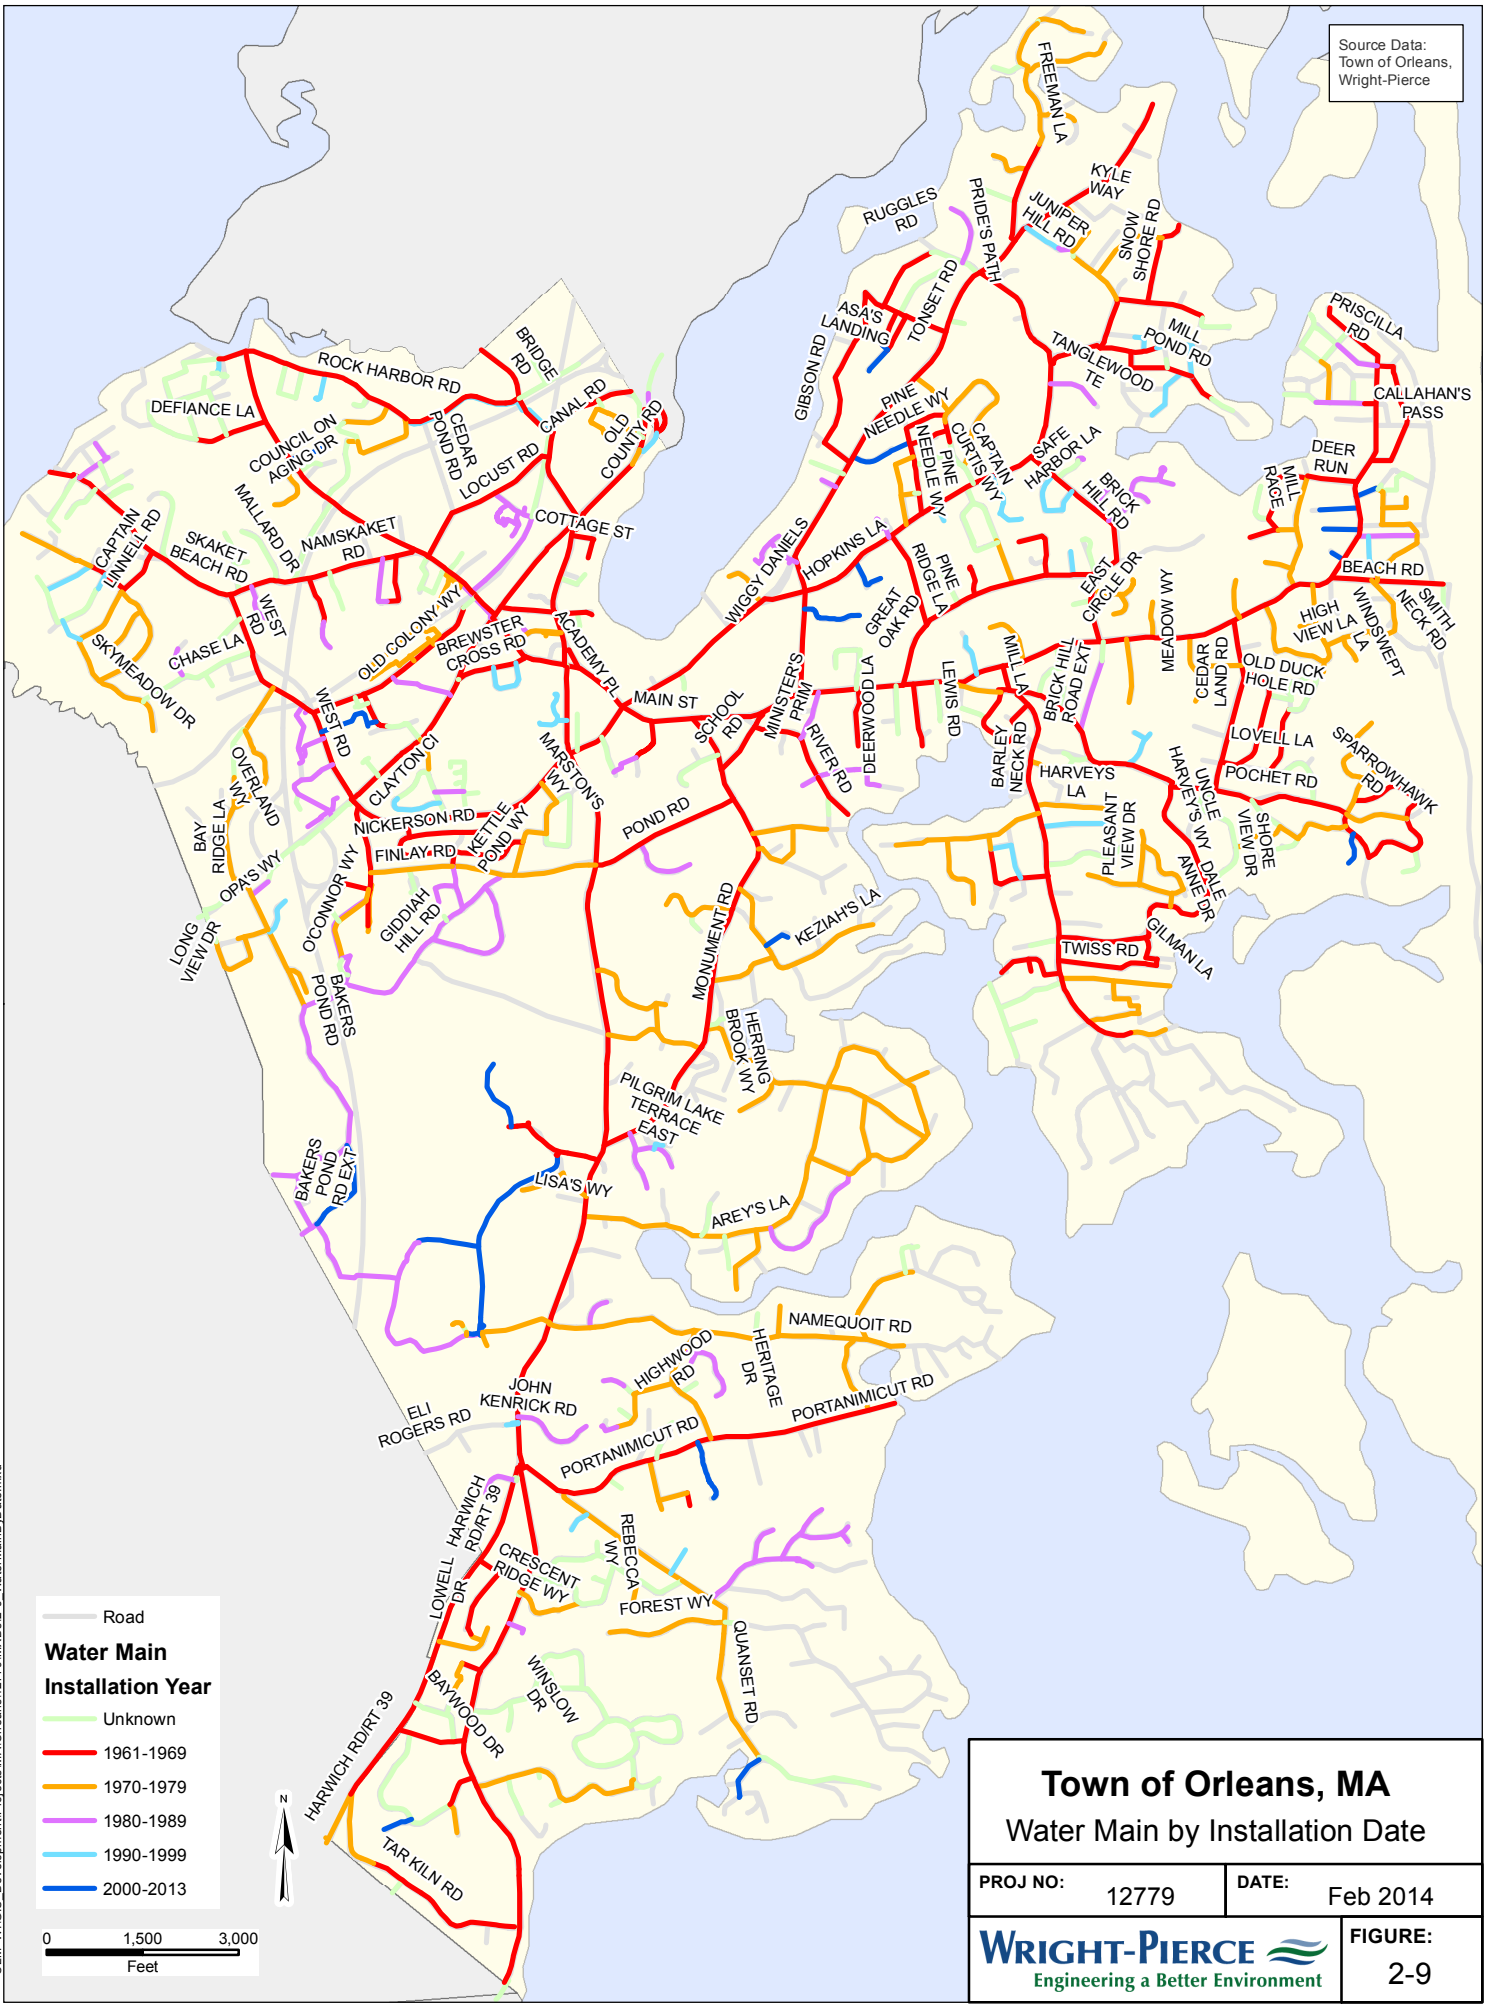 Source Data:
Town of Orleans,
Wright-Pierce
FREEMAN LA
KYLE
WAY
RUGGLES
RD
PRIDE'S PATH
JUNIPER
HILL RD
SNOW
SHORE RD
TONSET RD
ASA'S
LANDING
GIBSON RD
MILL
POND RD
TANGLEWOOD
TE
PRISCILLA
RD
CALLAHAN'S
PASS
BRIDGE
RD
ROCK HARBOR RD
DEFIANCE LA
CANAL RD
OLD
COUNTY RD
COUNCIL ON
AGING DR
CEDAR
POND RD
LOCUST RD
PINE
NEEDLE WY
PINE
NEEDLE WY
CAPTAIN
CURTIS WY
SAFE
HARBOR LA
BRICK
HILL RD
DEER
RUN
MILL
RACE
MALLARD DR
CAPTAIN
LINNELL RD
SKAKET
BEACH RD
NAMSKAKET
RD
COTTAGE ST
WIGGY DANIELS
HOPKINS LA
PINE
RIDGE LA
GREAT
OAK RD
EAST
CIRCLE DR
MEADOW WY
BEACH RD
SMITH
NECK RD
HIGH
VIEW LA
WINDSWEPT
LA
WEST
RD
CHASE LA
SKYMEADOW DR
OLD COLONY WY
BREWSTER
CROSS RD
ACADEMY PL
MAIN ST
SCHOOL
RD
MINISTER'S
PRIM
RIVER RD
DEERWOOD LA
LEWIS RD
MILL LA
BRICK HILL
ROAD EXT
CEDAR
LAND RD
OLD DUCK
HOLE RD
LOVELL LA
POCHET RD
SPARROWHAWK
RD
WEST RD
OVERLAND
WY
CLAYTON CI
MARSTON'S
WY
BARLEY
NECK RD
HARVEYS
LA
UNCLE
HARVEY'S WY
PLEASANT
VIEW DR
SHORE
VIEW DR
DALE
ANNE DR
BAY
RIDGE LA
NICKERSON RD
KETTLE
POND WY
FINLAY RD
POND RD
OPA'S WY
O'CONNOR WY
GIDDIAH
HILL RD
LONG
VIEW DR
BAKERS
POND RD
MONUMENT RD
KEZIAH'S LA
TWISS RD
GILMAN LA
HERRING
BROOK WY
PILGRIM LAKE
TERRACE
EAST
BAKERS
POND
RD EXT
LISA'S WY
AREY'S LA
NAMEQUOIT RD
HERITAGE
DR
HIGHWOOD
RD
JOHN
KENRICK RD
ELI
ROGERS RD
PORTANIMICUT RD
PORTANIMICUT RD
HARWICH
RD/RT 39
LOWELL
DR
CRESCENT
RIDGE WY
REBECCA
WY
FOREST WY
QUANSET RD
WINSLOW
DR
BAYWOOD DR
HARWICH RD/RT 39
TAR KILN RD
Road
Water Main
Installation Year
Unknown
1961-1969
1970-1979
1980-1989
1990-1999
2000-2013
N
0 1,500 3,000
Feet
Town of Orleans, MA
Water Main by Installation Date
PROJ NO: 12779
DATE: Feb 2014
WRIGHT-PIERCE
Engineering a Better Environment
FIGURE:
2-9